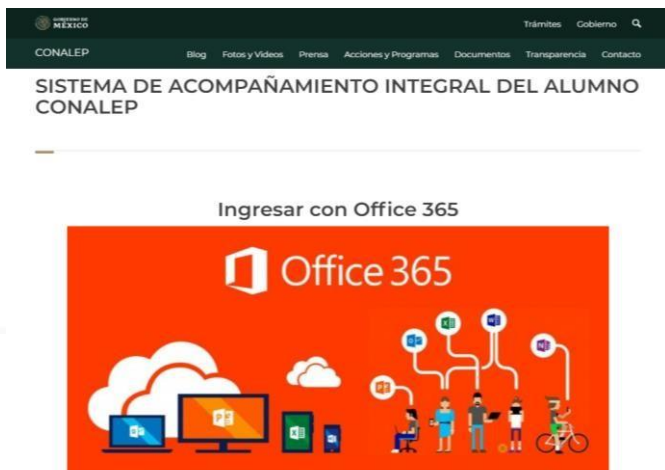 GOBIERNO DE
MÉXICO
Trámites Gobierno
CONALEP
Blog Fotos y Videos Prensa Acciones y Programas Documentos Transparencia Contacto
SISTEMA DE ACOMPAÑAMIENTO INTEGRAL DEL ALUMNO
CONALEP
Ingresar con Office 365
Office 365